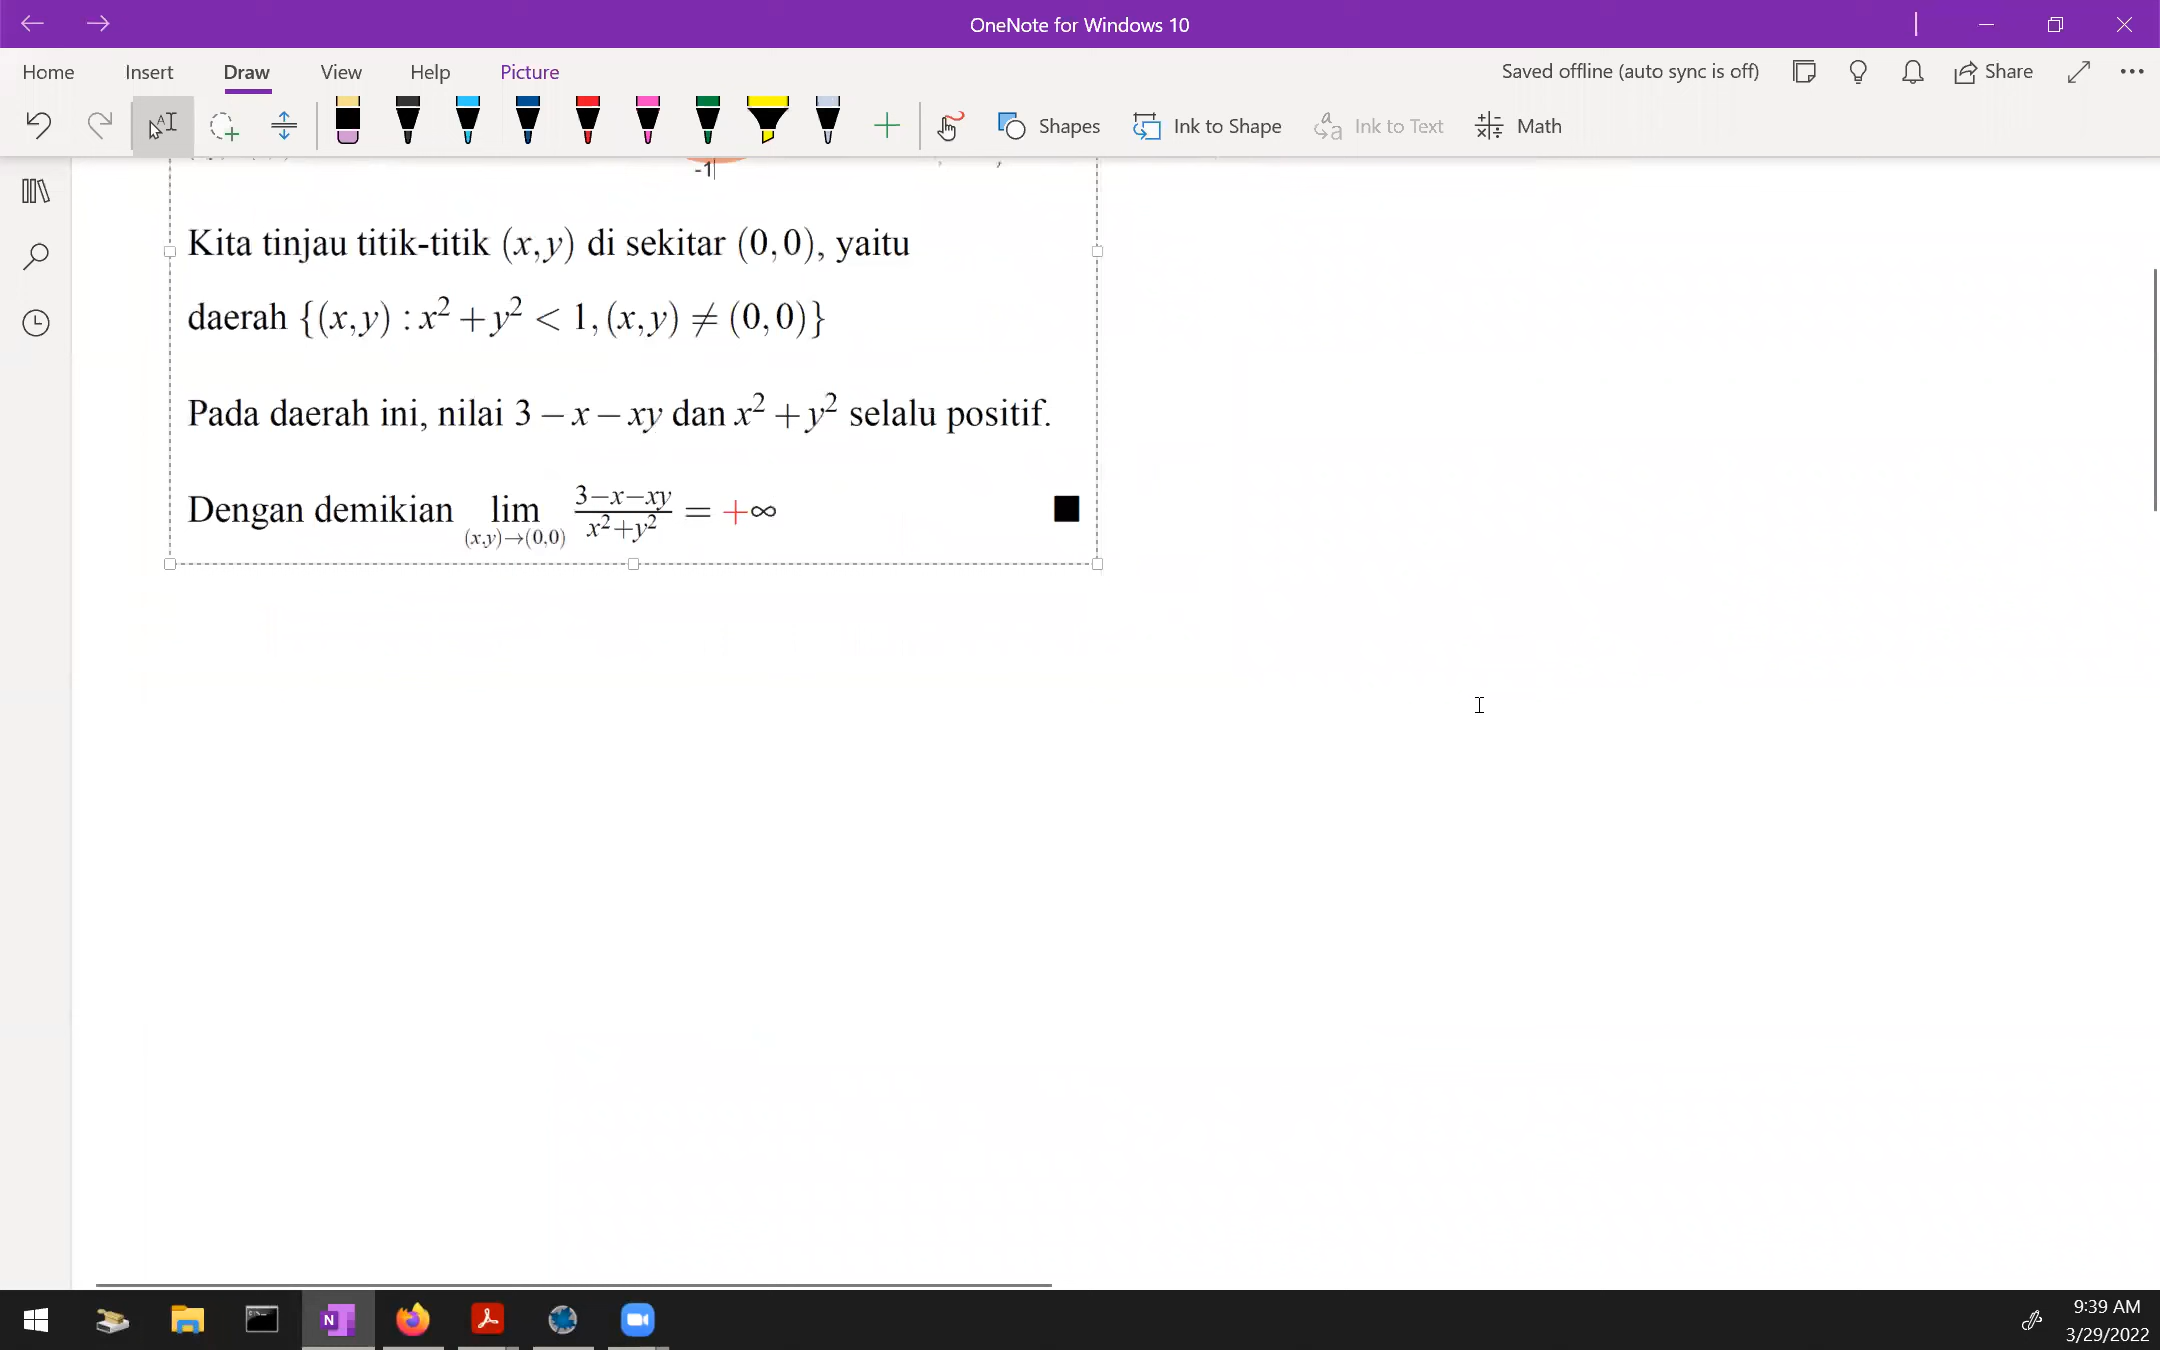 OneNote for Windows 10
Home Insert Draw View Help Picture
Saved offline (auto sync is off) Share
Shapes Ink to Shape Ink to Text Math
-1
Kita tinjau titik-titik (x,y) di sekitar (0,0), yaitu
daerah {(x,y) : x² + y² < 1, (x,y) ≠ (0,0)}
Pada daerah ini, nilai 3 − x − xy dan x² + y² selalu positif.
Dengan demikian lim (x,y)→(0,0) (3−x−xy)/(x²+y²) = +∞ ■
9:39 AM
3/29/2022